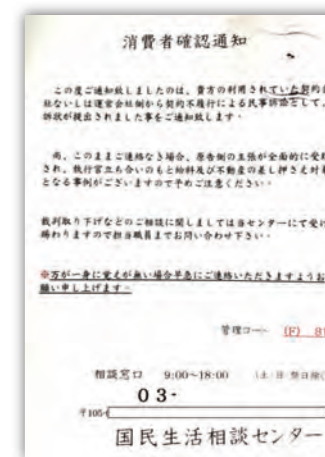 消費者確認通知
この度ご通知致しましたのは、貴方の利用されていた契約
社ないしは運営会社側から契約不履行による民事訴訟として、
訴状が提出されました事をご通知致します。
尚、このままご連絡なき場合、原告側の主張が全面的に受
され、執行官立ち会いのもと給料及び不動産の差し押さえ対
となる事例がございますので予めご注意ください。
裁判取り下げなどのご相談に関しましては当センターにて受け
賜わりますので担当職員までお問い合わせ下さい。
※万が一身に覚えが無い場合早急にご連絡いただきますようお
願い申し上げます。
管理コード (F) 8
相談窓口 9:00~18:00 (土・日 祭日除
03-
〒105-
国民生活相談センター